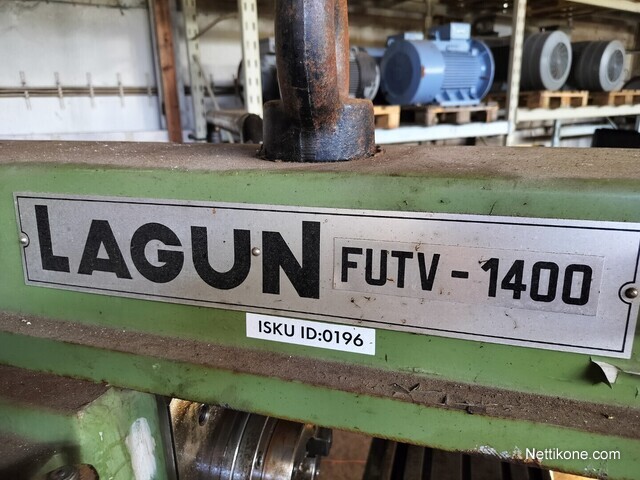 LAGUN FUTV - 1400
ISKU ID:0196
Nettikone.com